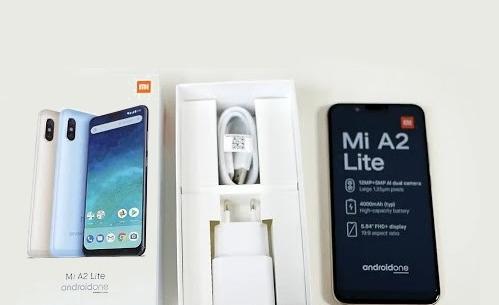 Mi A2 Lite
androidone
Mi A2
Lite
12MP+5MP AI dual camera
Large 1.25μm pixels
4000mAh (typ)
High-capacity battery
5.84" FHD+ display
19:9 aspect ratio
androidone